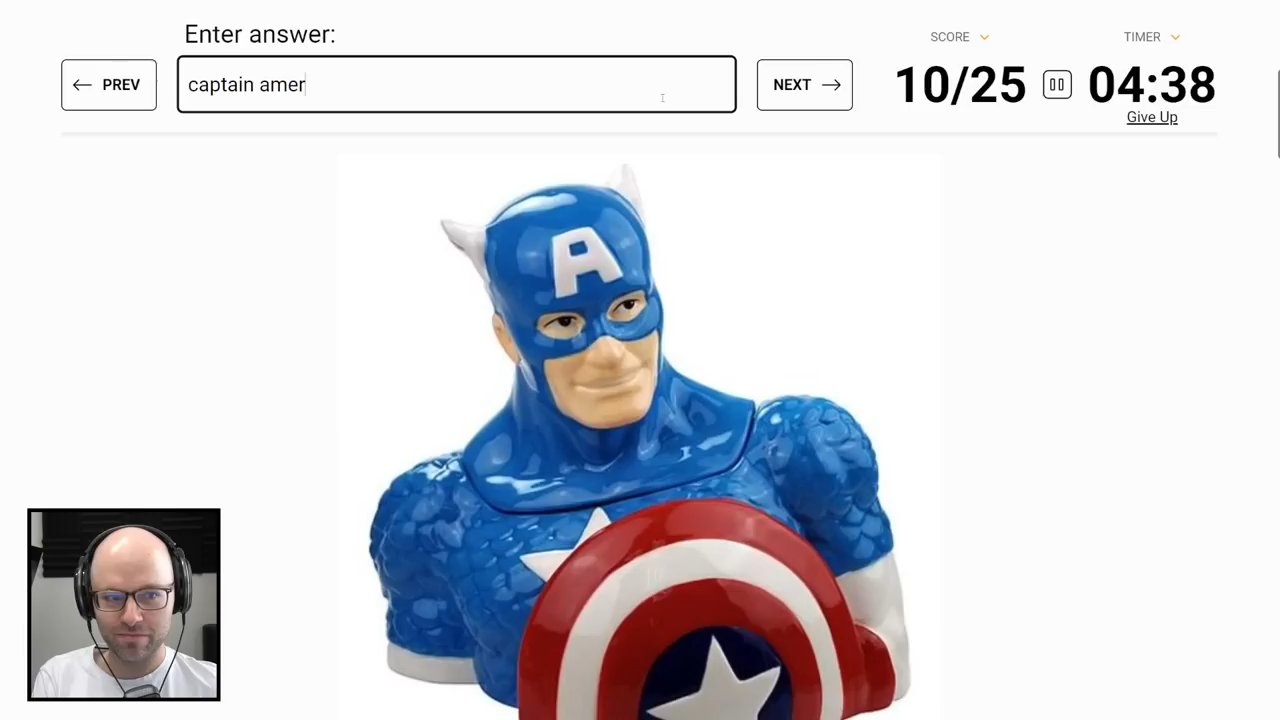 Enter answer:
SCORE
TIMER
← PREV
captain amer
NEXT →
10/25
04:38
Give Up
A